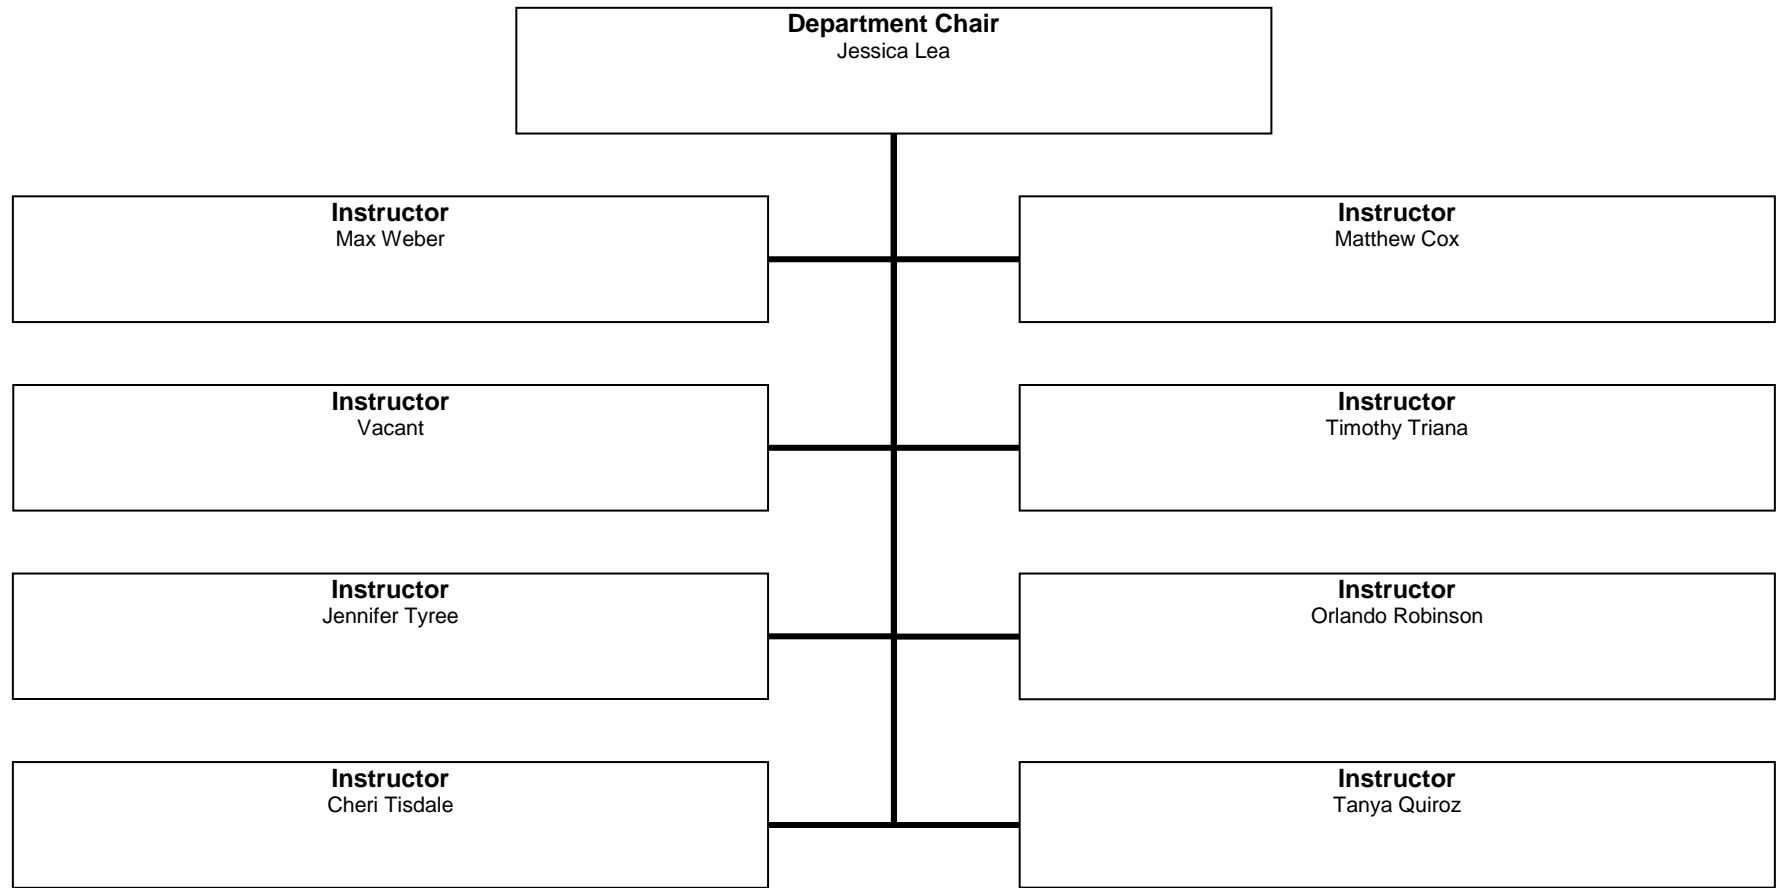 Department Chair
Jessica Lea
Instructor
Max Weber
Instructor
Matthew Cox
Instructor
Vacant
Instructor
Timothy Triana
Instructor
Jennifer Tyree
Instructor
Orlando Robinson
Instructor
Cheri Tisdale
Instructor
Tanya Quiroz